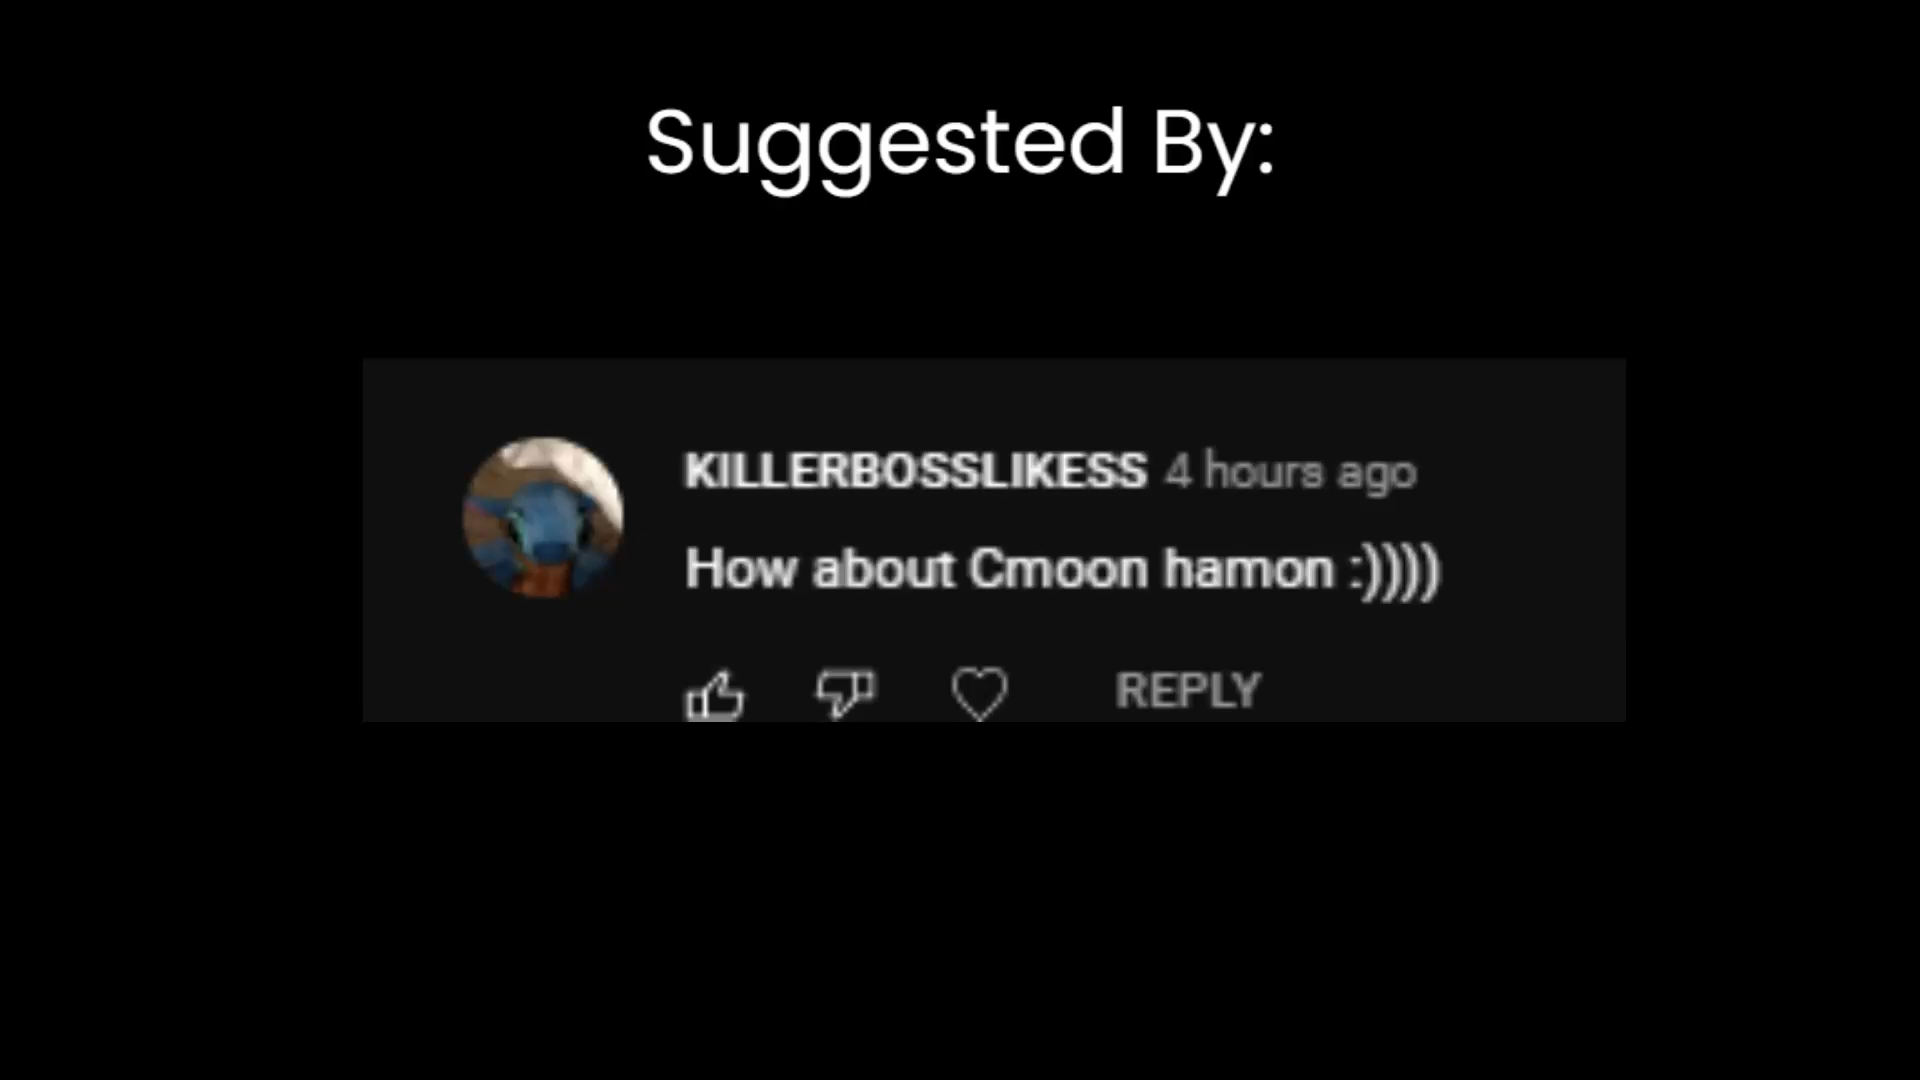 Suggested By:
KILLERBOSSLIKESS 4 hours ago
How about Cmoon hamon :))))
REPLY